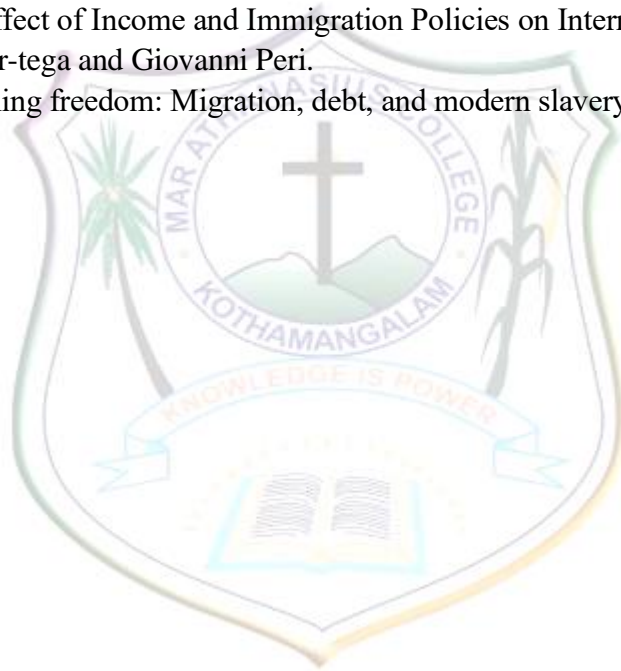 ffect of Income and Immigration Policies on Intern
r-tega and Giovanni Peri.
ing freedom: Migration, debt, and modern slavery
MAR ATHANASIUS COLLEGE
KOTHAMANGALAM
KNOWLEDGE IS POWER